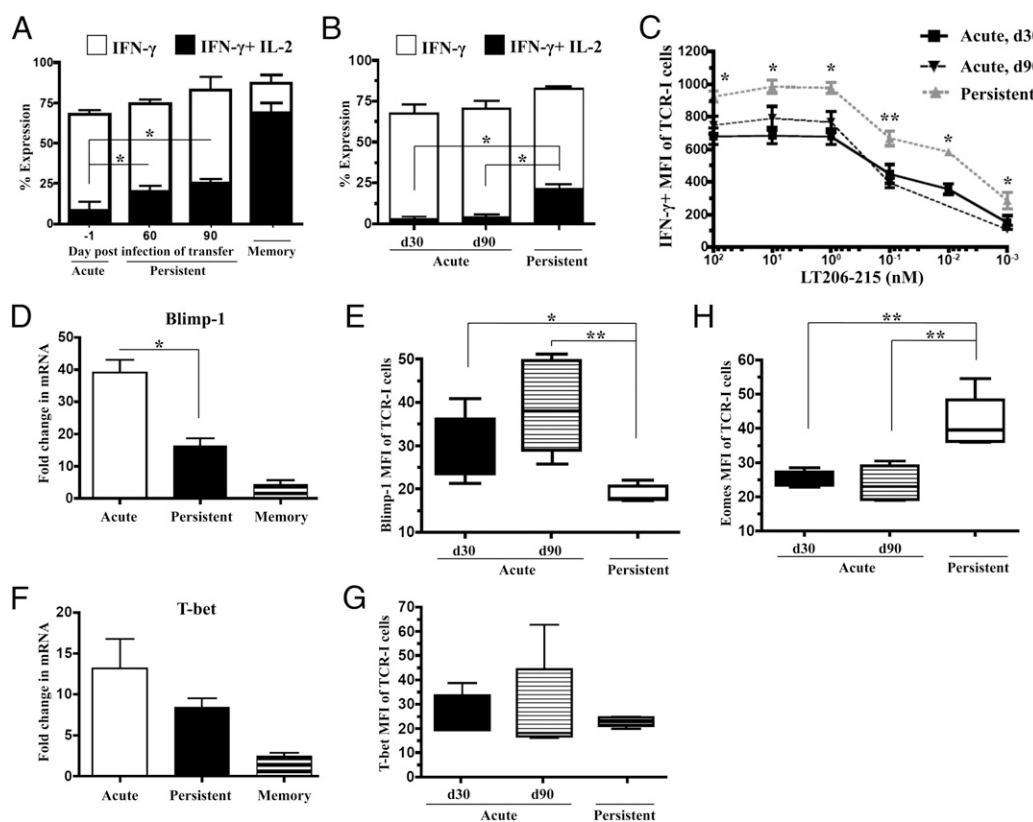 A
IFN-γ
IFN-γ+ IL-2
% Expression
100
75
50
25
0
*
*
-1
60
90
Day post infection of transfer
Acute
Persistent
Memory
B
IFN-γ
IFN-γ+ IL-2
% Expression
100
75
50
25
0
*
*
d30
d90
Acute
Persistent
C
Acute, d30
Acute, d90
Persistent
IFN-γ+ MFI of TCR-I cells
1200
1000
800
600
400
200
0
*
*
*
**
*
*
10²
10¹
10⁰
10⁻¹
10⁻²
10⁻³
LT206-215 (nM)
D
Blimp-1
Fold change in mRNA
50
40
30
20
10
0
*
Acute
Persistent
Memory
E
Blimp-1 MFI of TCR-I cells
50
40
30
20
10
*
**
d30
d90
Acute
Persistent
H
Eomes MFI of TCR-I cells
60
50
40
30
20
10
**
**
d30
d90
Acute
Persistent
F
T-bet
Fold change in mRNA
20
15
10
5
0
Acute
Persistent
Memory
G
T-bet MFI of TCR-I cells
70
60
50
40
30
20
10
0
d30
d90
Acute
Persistent